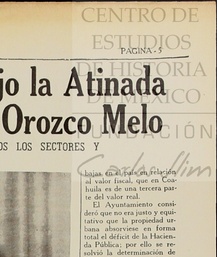 CENTRO DE
ESTUDIOS
PAGINA - 5
DE HISTORIA
DE MÉXICO
jo la Atinada
Orozco Melo
FUNDACIÓN
OS LOS SECTORES Y
Carlos Slim
bajas en el país en relación
al valor fiscal, que en Coa-
huila es de una tercera par-
te del valor real.
El Ayuntamiento consi-
deró que no era justo y equi-
tativo que la propiedad ur-
bana absorviese en forma
total el déficit de la Hacien-
da Pública; por ello se re-
solvió la determinación de